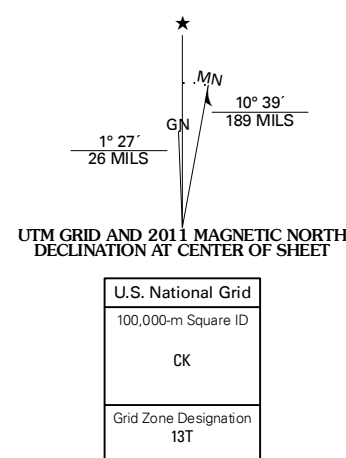 ★
MN
GN
10° 39´
189 MILS
1° 27´
26 MILS
UTM GRID AND 2011 MAGNETIC NORTH
DECLINATION AT CENTER OF SHEET
U.S. National Grid
100,000-m Square ID
CK
Grid Zone Designation
13T